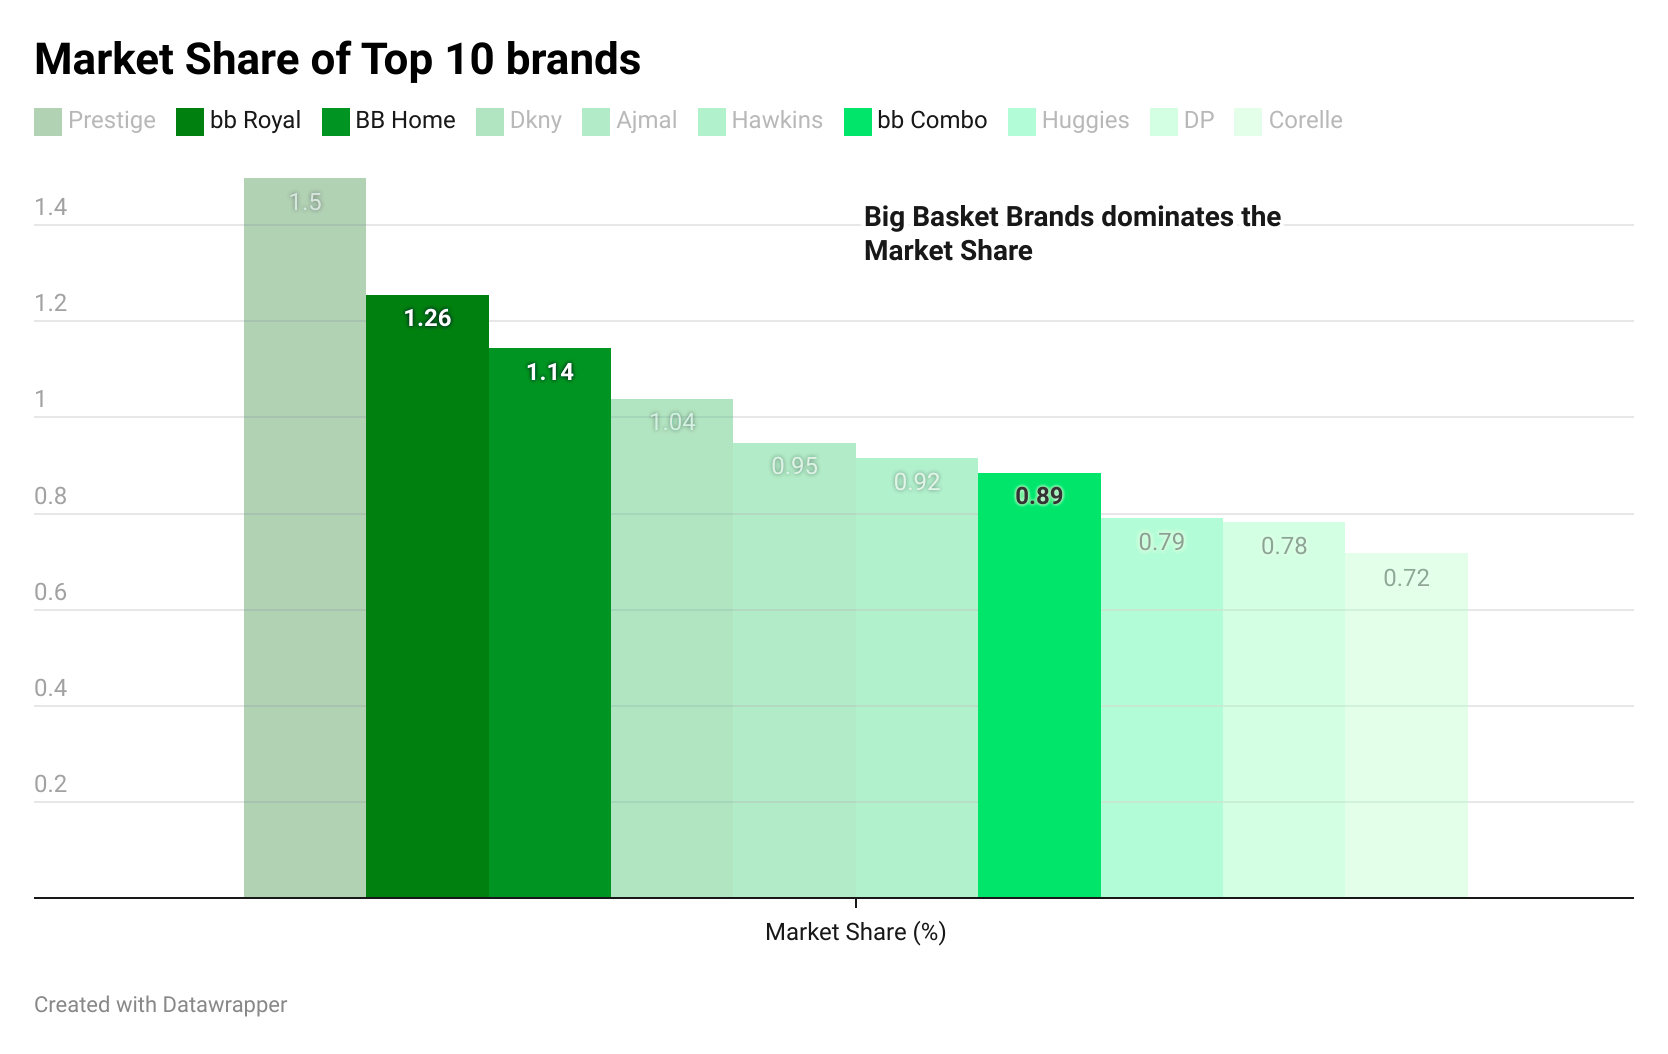 Market Share of Top 10 brands
Prestige bb Royal BB Home Dkny Ajmal Hawkins bb Combo Huggies DP Corelle
1.4
1.2
1
0.8
0.6
0.4
0.2
Big Basket Brands dominates the
Market Share
1.5
1.26
1.14
1.04
0.95
0.92
0.89
0.79
0.78
0.72
Market Share (%)
Created with Datawrapper